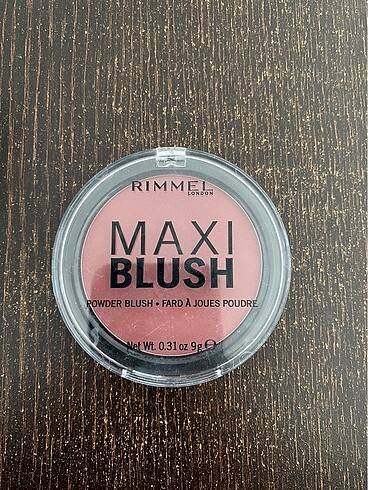 RIMMEL
LONDON
MAXI
BLUSH
POWDER BLUSH • FARD À JOUES POUDRE
Net Wt. 0.31 oz 9g ℮